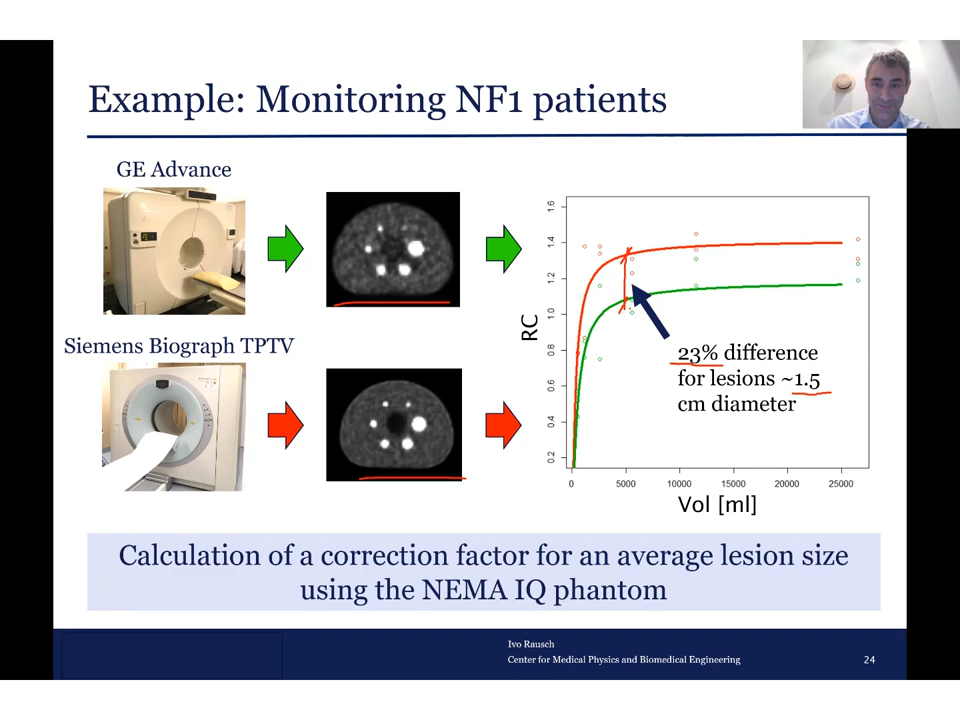 Example: Monitoring NF1 patients
GE Advance
Siemens Biograph TPTV
RC
1.6
1.4
1.2
1.0
0.8
0.6
0.4
0.2
0
5000
10000
15000
20000
25000
Vol [ml]
23% difference
for lesions ~1.5
cm diameter
Calculation of a correction factor for an average lesion size
using the NEMA IQ phantom
Ivo Rausch
Center for Medical Physics and Biomedical Engineering
24